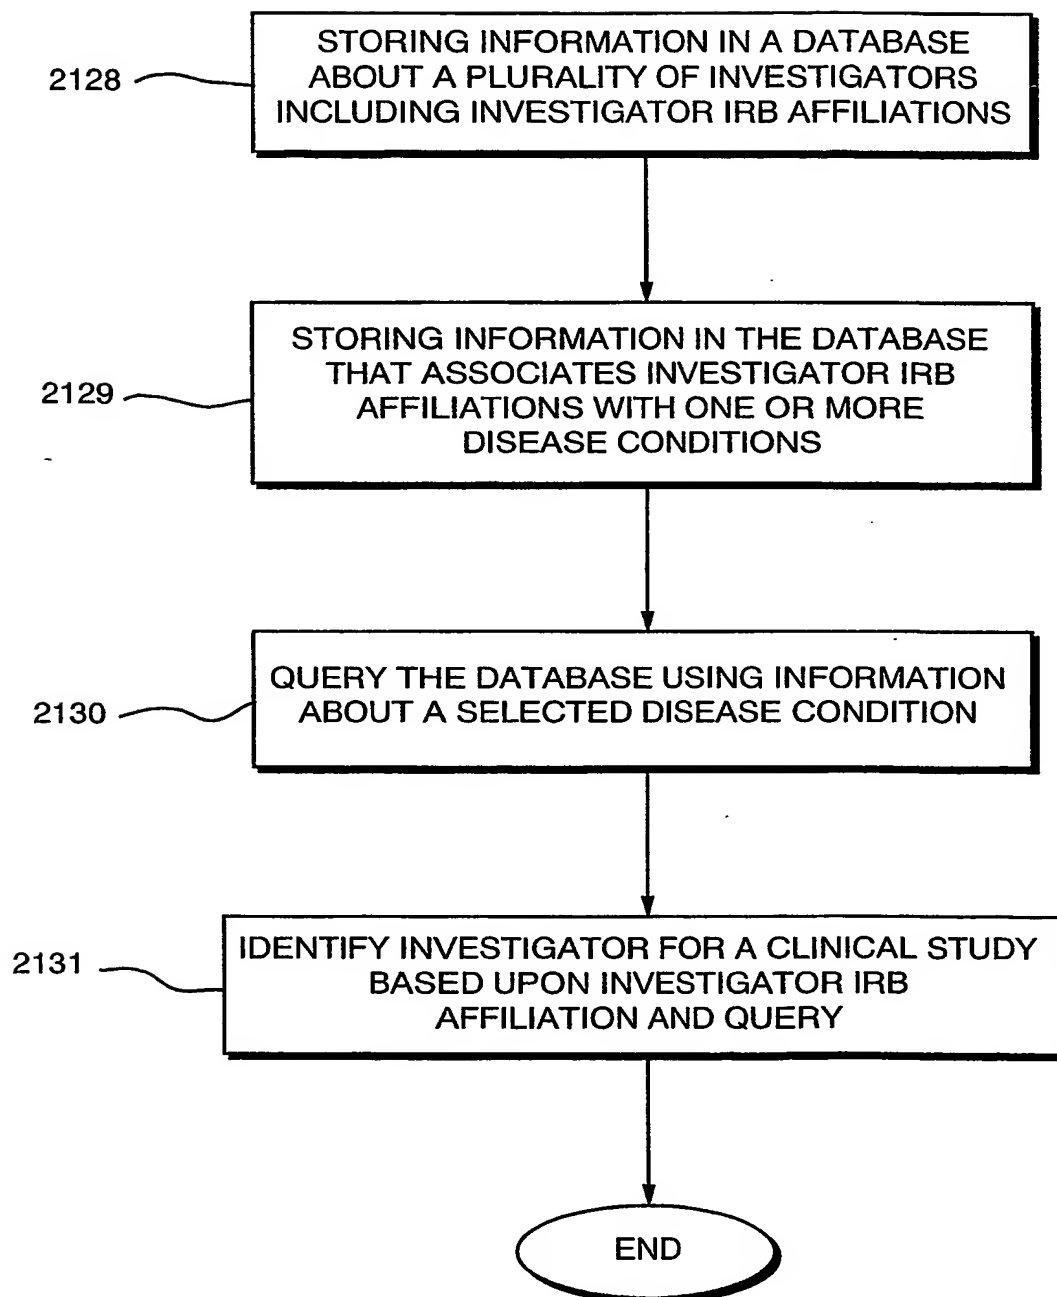 2128
STORING INFORMATION IN A DATABASE
ABOUT A PLURALITY OF INVESTIGATORS
INCLUDING INVESTIGATOR IRB AFFILIATIONS
2129
STORING INFORMATION IN THE DATABASE
THAT ASSOCIATES INVESTIGATOR IRB
AFFILIATIONS WITH ONE OR MORE
DISEASE CONDITIONS
2130
QUERY THE DATABASE USING INFORMATION
ABOUT A SELECTED DISEASE CONDITION
2131
IDENTIFY INVESTIGATOR FOR A CLINICAL STUDY
BASED UPON INVESTIGATOR IRB
AFFILIATION AND QUERY
END